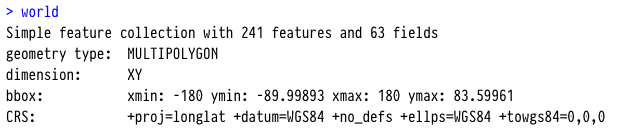 > world
Simple feature collection with 241 features and 63 fields
geometry type:  MULTIPOLYGON
dimension:      XY
bbox:           xmin: -180 ymin: -89.99893 xmax: 180 ymax: 83.59961
CRS:            +proj=longlat +datum=WGS84 +no_defs +ellps=WGS84 +towgs84=0,0,0